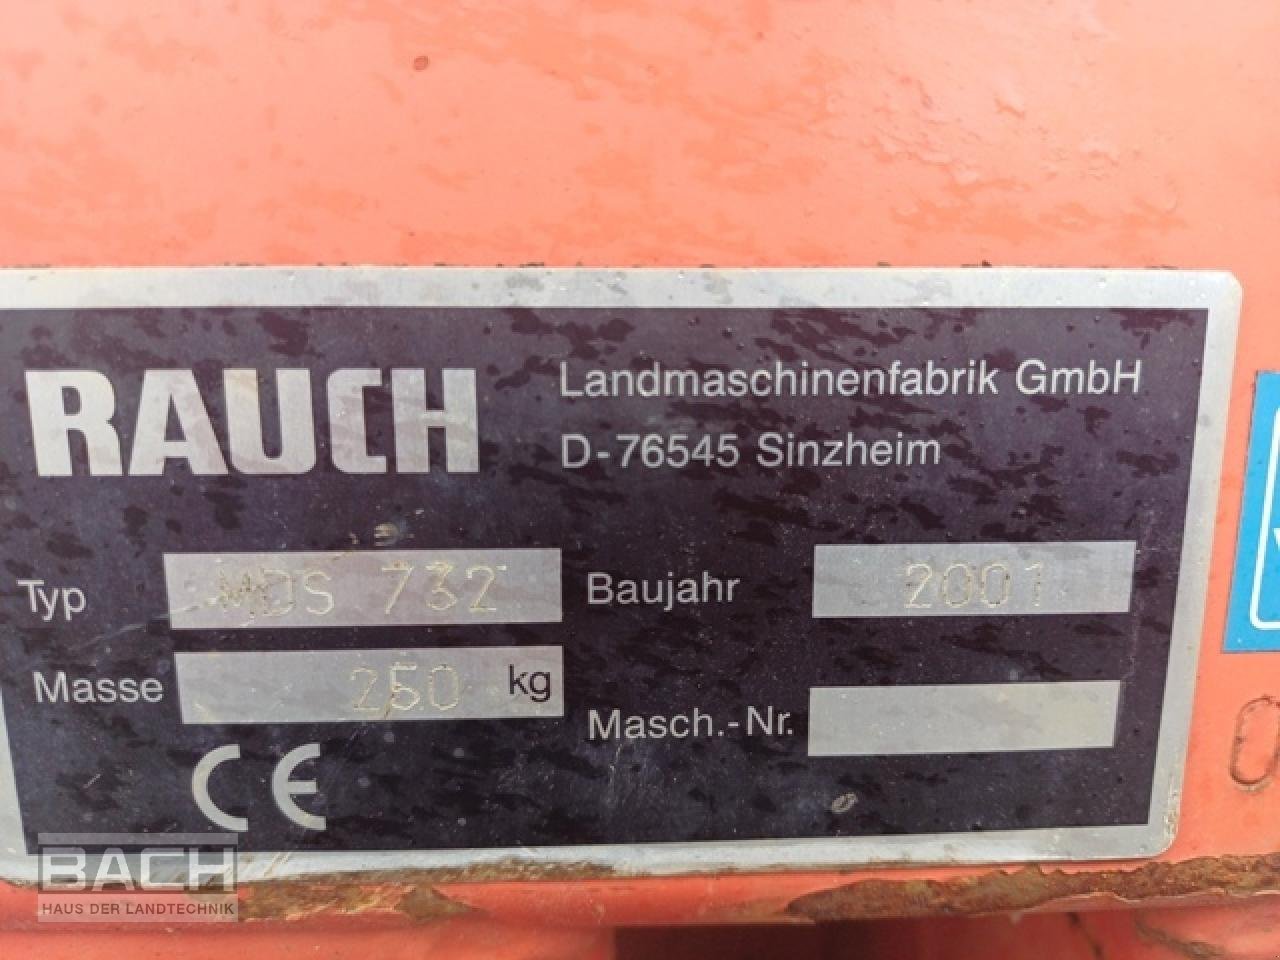 RAUCH
Landmaschinenfabrik GmbH
D-76545 Sinzheim
Typ MDS 732
Baujahr 2001
Masse 250 kg
Masch.-Nr.
CE
BACH
HAUS DER LANDTECHNIK